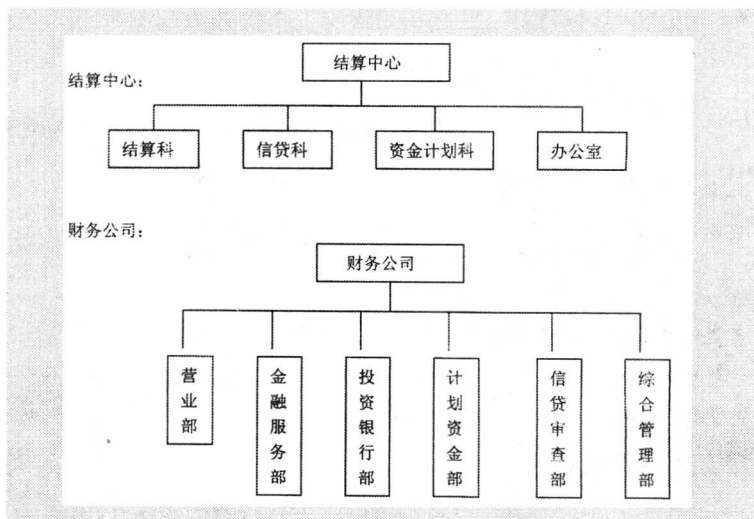 结算中心:
结算中心
结算科
信贷科
资金计划科
办公室
财务公司:
财务公司
营业部
金融服务部
投资银行部
计划资金部
信贷审查部
综合管理部